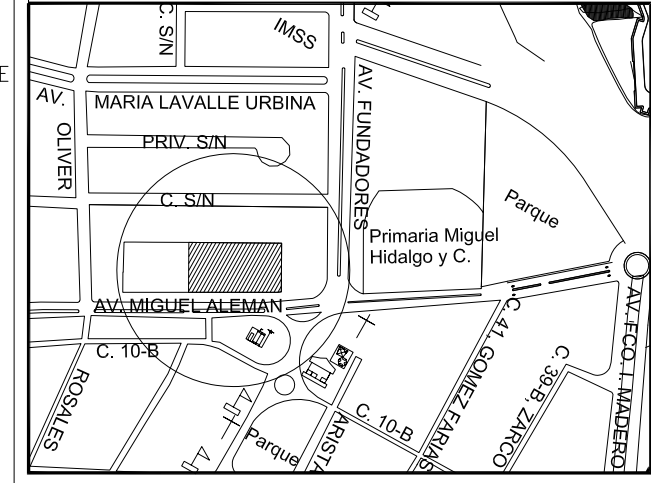 E
C. S/N
IMSS
AV.
OLIVER
MARIA LAVALLE URBINA
AV. FUNDADORES
PRIV. S/N
C. S/N
Parque
Primaria Miguel
Hidalgo y C.
AV. MIGUEL ALEMAN
C. 10-B
ROSALES
Parque
ARISTA
C. 10-B
C. 41, GOMEZ FARIAS
C. 39-B, ZARCO
AV. FCO. I. MADERO